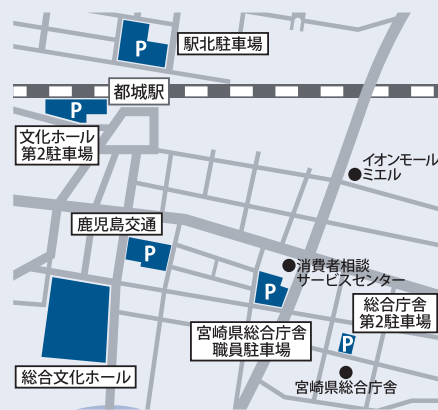 P
駅北駐車場
都城駅
P
文化ホール
第2駐車場
イオンモール
ミエル
鹿児島交通
P
消費者相談
サービスセンター
P
総合庁舎
第2駐車場
宮崎県総合庁舎
職員駐車場
P
総合文化ホール
宮崎県総合庁舎